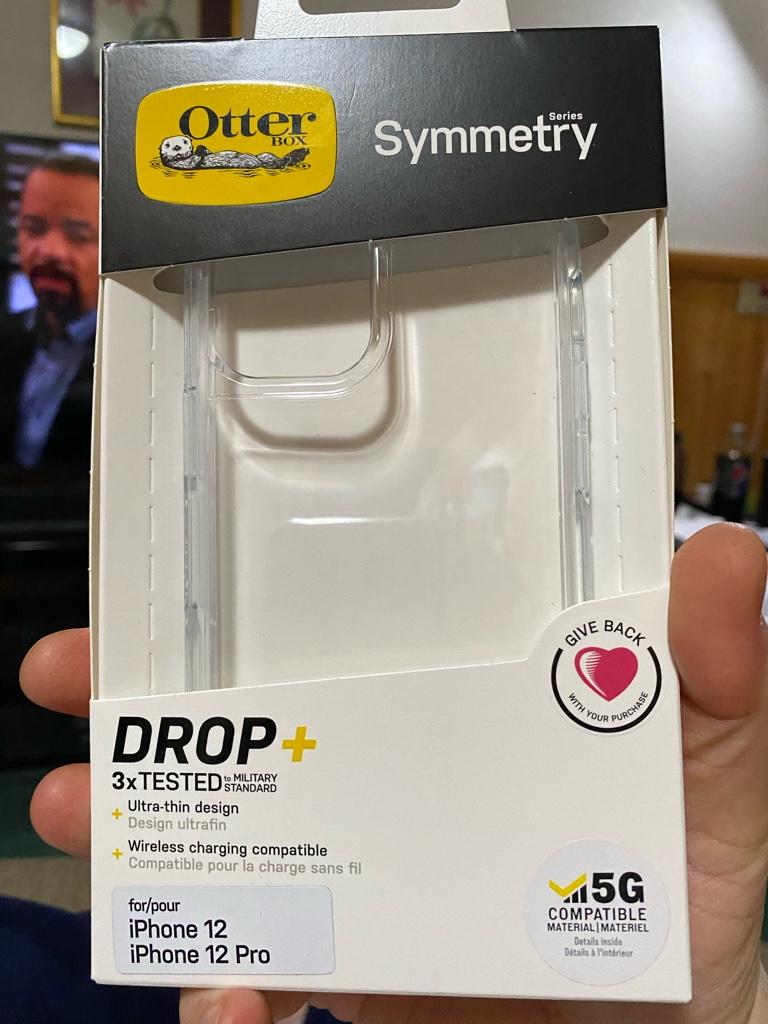 Otter
BOX
Symmetry
Series
GIVE BACK
WITH YOUR PURCHASE
DROP+
3xTESTED to MILITARY
STANDARD
+ Ultra-thin design
Design ultrafin
+ Wireless charging compatible
Compatible pour la charge sans fil
for/pour
iPhone 12
iPhone 12 Pro
5G
COMPATIBLE
MATERIAL|MATERIEL
Details inside
Détails à l'intérieur